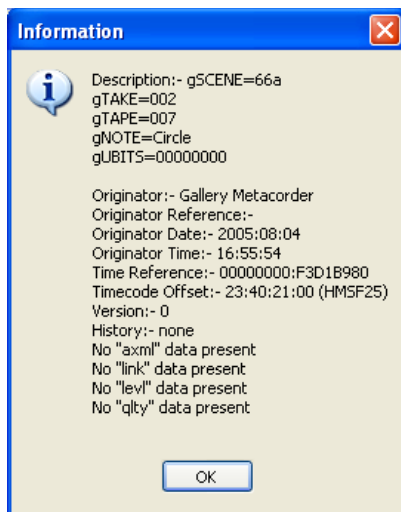 Information
Description:- gSCENE=66a
gTAKE=002
gTAPE=007
gNOTE=Circle
gUBITS=00000000
Originator:- Gallery Metacorder
Originator Reference:-
Originator Date:- 2005:08:04
Originator Time:- 16:55:54
Time Reference:- 00000000:F3D1B980
Timecode Offset:- 23:40:21:00 (HMSF25)
Version:- 0
History:- none
No "axml" data present
No "link" data present
No "levl" data present
No "qlty" data present
OK